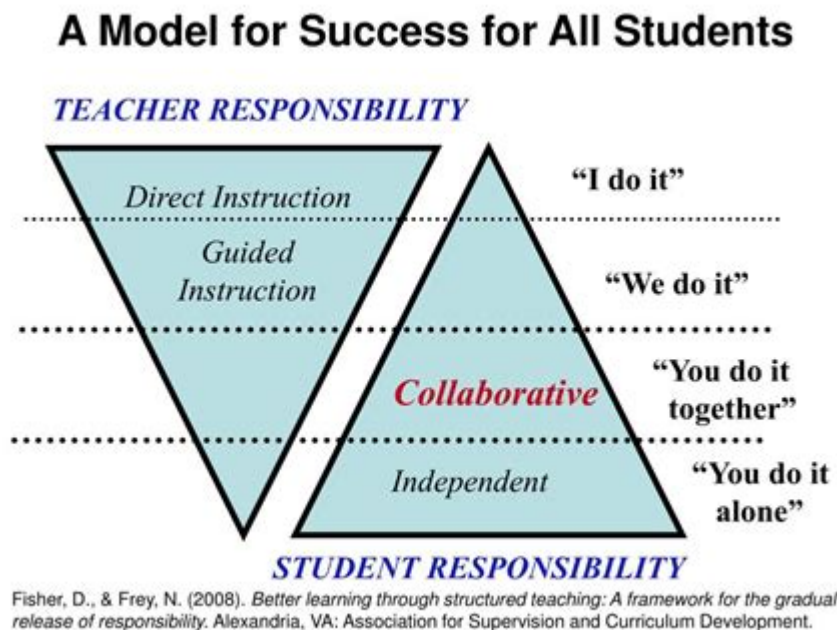 A Model for Success for All Students
TEACHER RESPONSIBILITY
Direct Instruction
“I do it”
Guided
Instruction
“We do it”
Collaborative
“You do it
together”
Independent
“You do it
alone”
STUDENT RESPONSIBILITY
Fisher, D., & Frey, N. (2008). Better learning through structured teaching: A framework for the gradual
release of responsibility. Alexandria, VA: Association for Supervision and Curriculum Development.